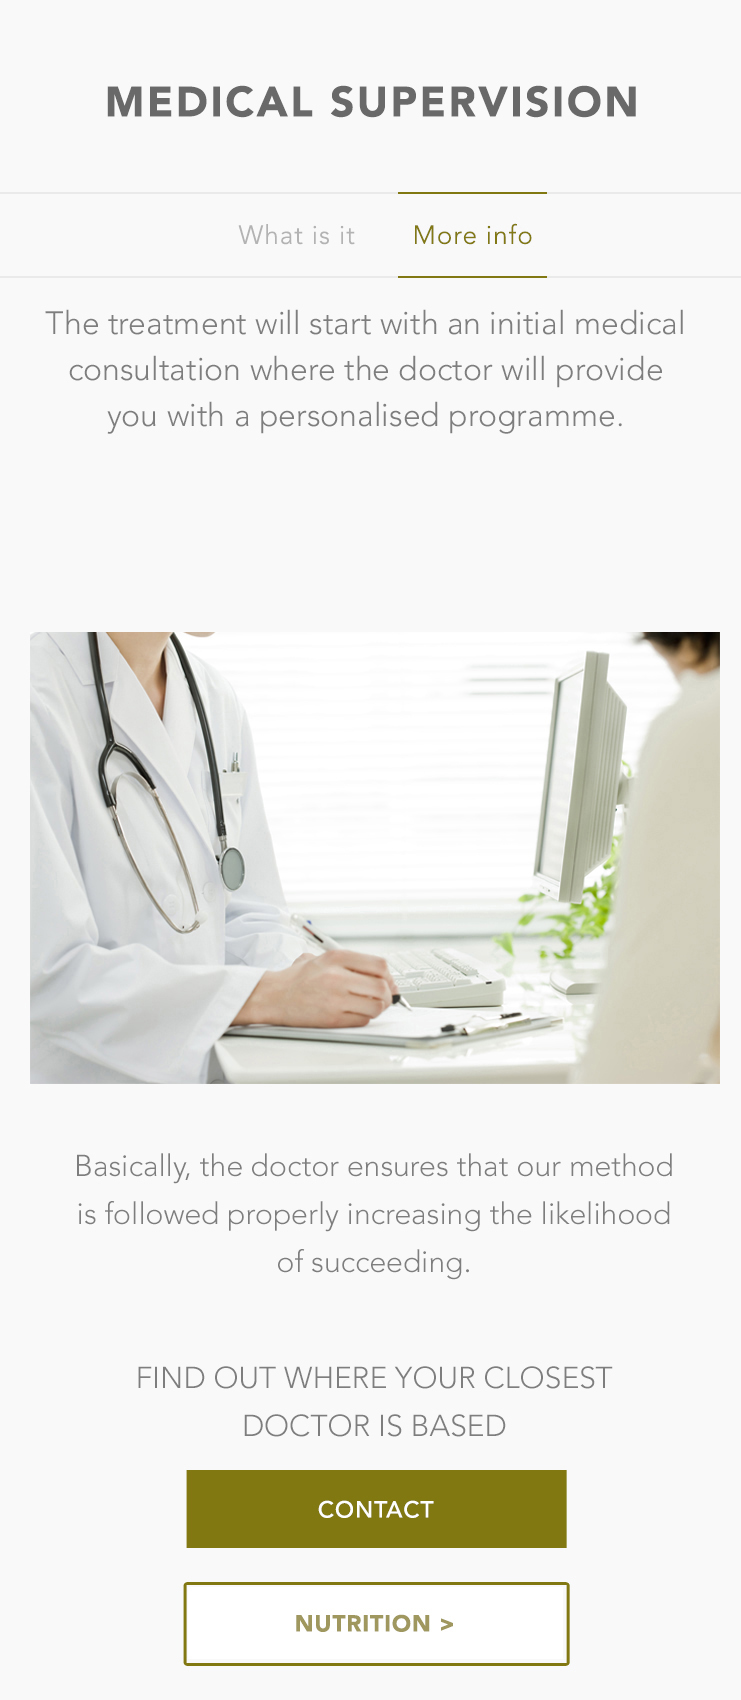 MEDICAL SUPERVISION
What is it
More info
The treatment will start with an initial medical
consultation where the doctor will provide
you with a personalised programme.
Basically, the doctor ensures that our method
is followed properly increasing the likelihood
of succeeding.
FIND OUT WHERE YOUR CLOSEST
DOCTOR IS BASED
CONTACT
NUTRITION >